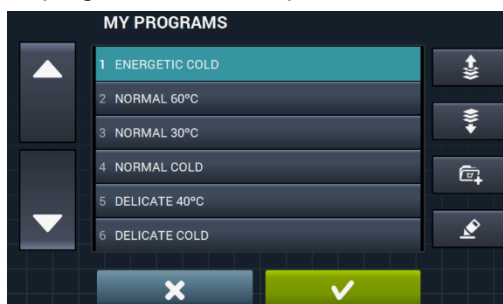 MY PROGRAMS
1 ENERGETIC COLD
2 NORMAL 60ºC
3 NORMAL 30ºC
4 NORMAL COLD
5 DELICATE 40ºC
6 DELICATE COLD